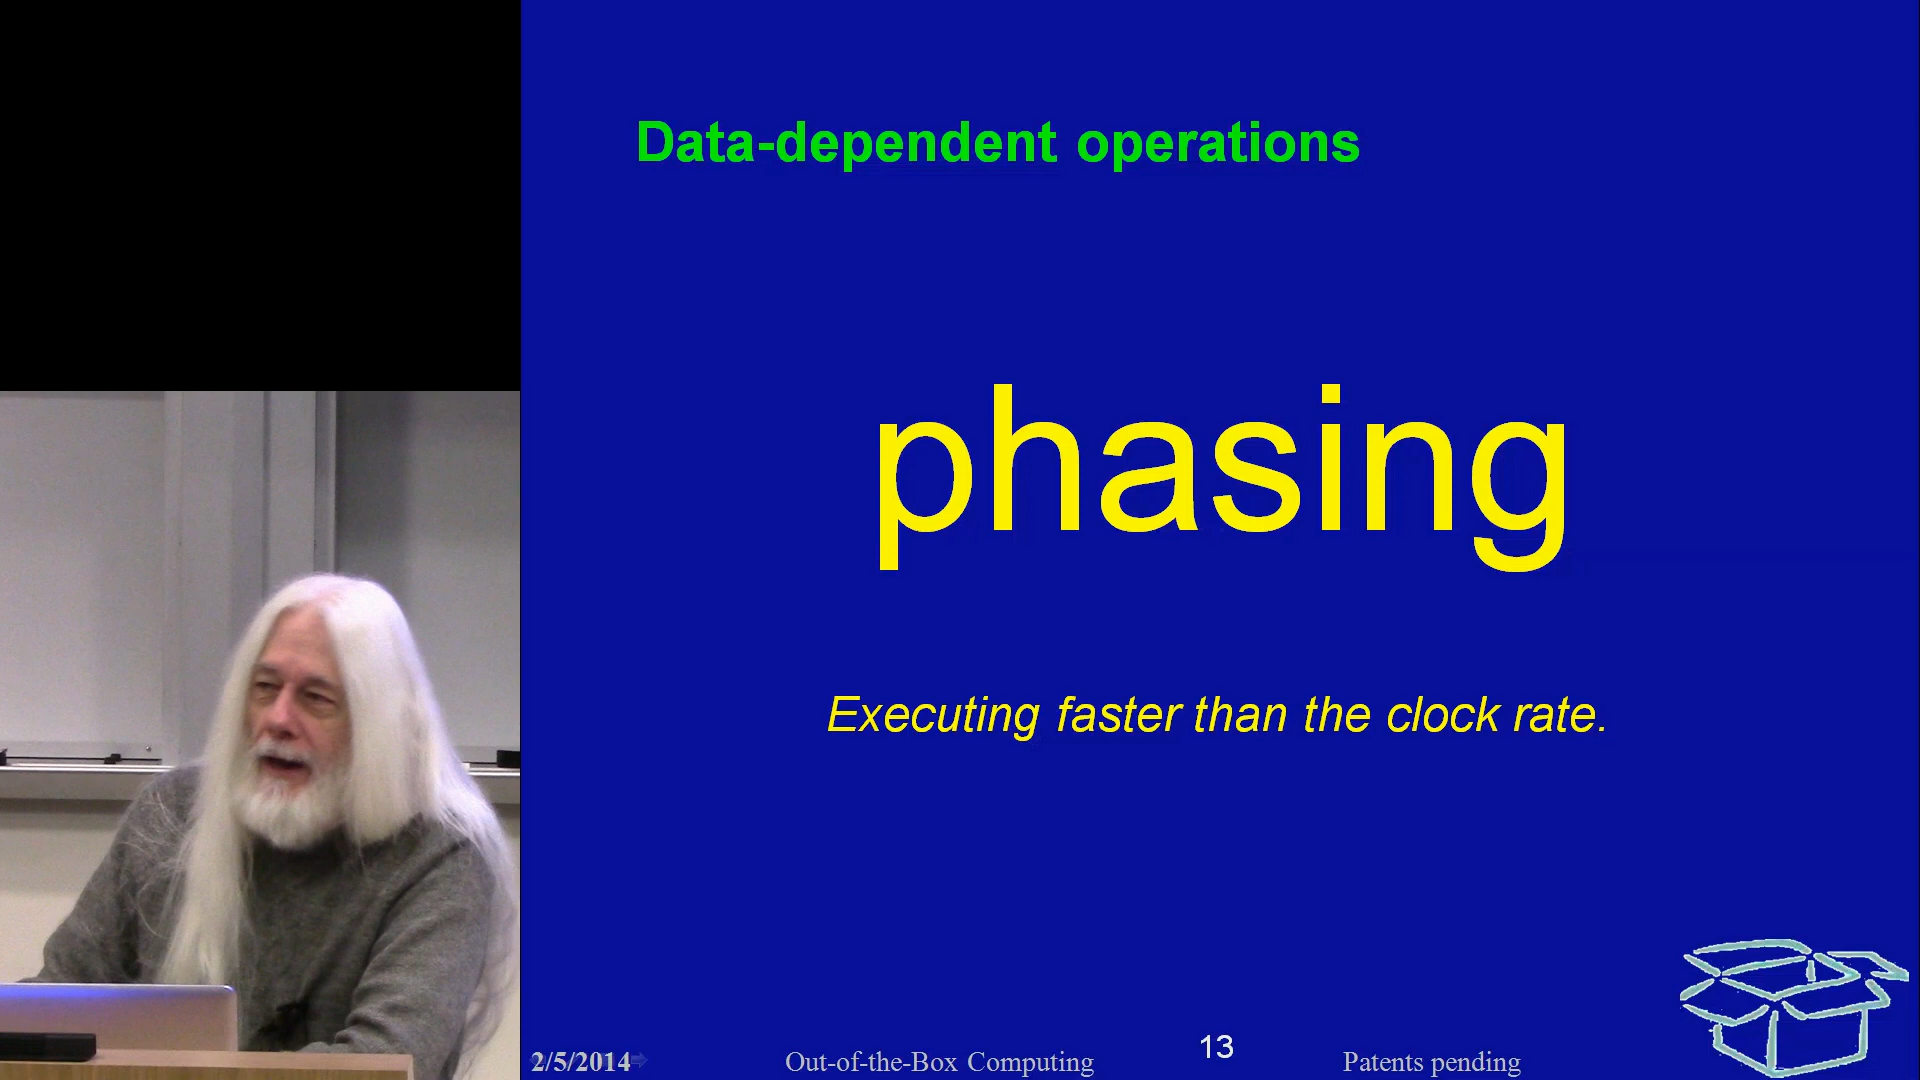 Data-dependent operations
phasing
Executing faster than the clock rate.
2/5/2014
Out-of-the-Box Computing
13
Patents pending